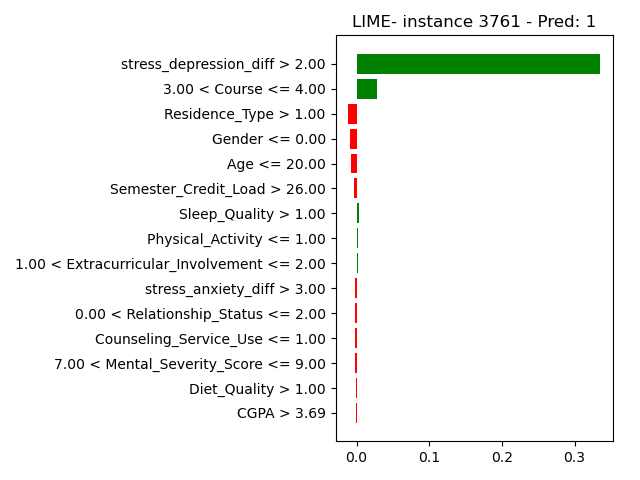 LIME- instance 3761 - Pred: 1
stress_depression_diff > 2.00
3.00 < Course <= 4.00
Residence_Type > 1.00
Gender <= 0.00
Age <= 20.00
Semester_Credit_Load > 26.00
Sleep_Quality > 1.00
Physical_Activity <= 1.00
1.00 < Extracurricular_Involvement <= 2.00
stress_anxiety_diff > 3.00
0.00 < Relationship_Status <= 2.00
Counseling_Service_Use <= 1.00
7.00 < Mental_Severity_Score <= 9.00
Diet_Quality > 1.00
CGPA > 3.69
0.0 0.1 0.2 0.3